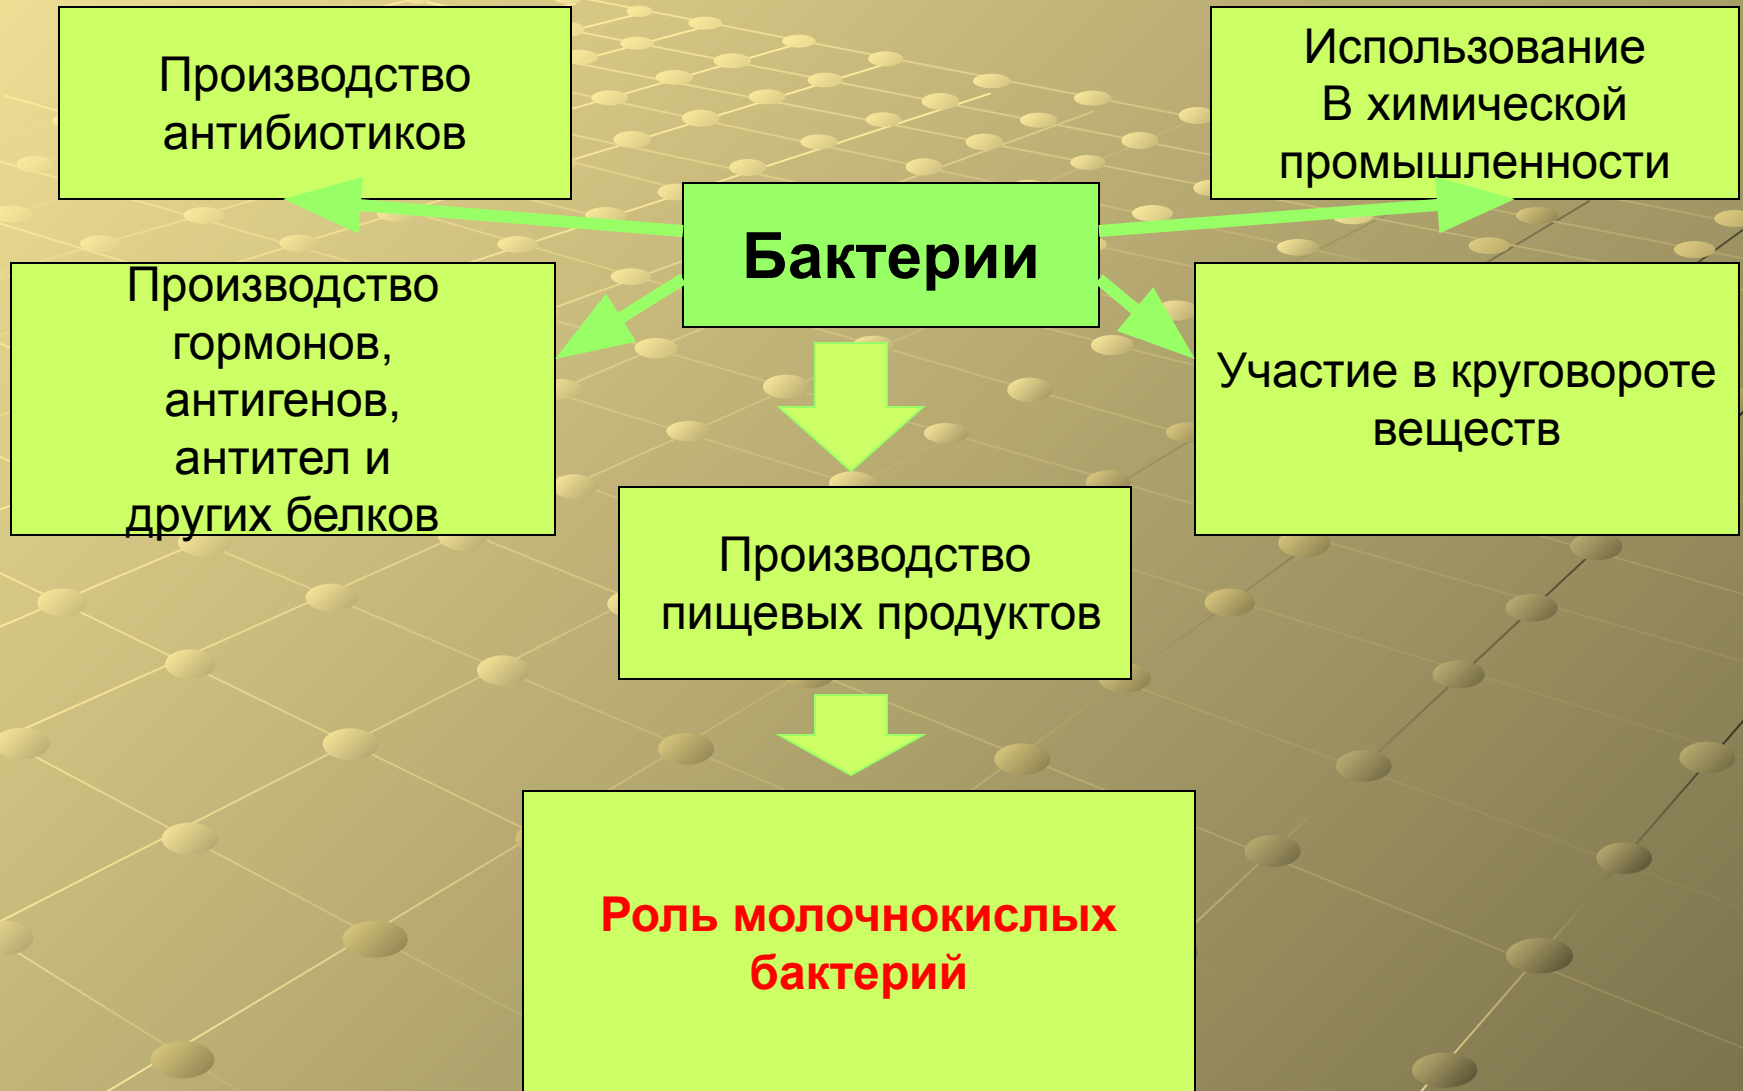 Производство
антибиотиков
Использование
В химической
промышленности
Бактерии
Производство
гормонов,
антигенов,
антител и
других белков
Участие в круговороте
веществ
Производство
пищевых продуктов
Роль молочнокислых
бактерий